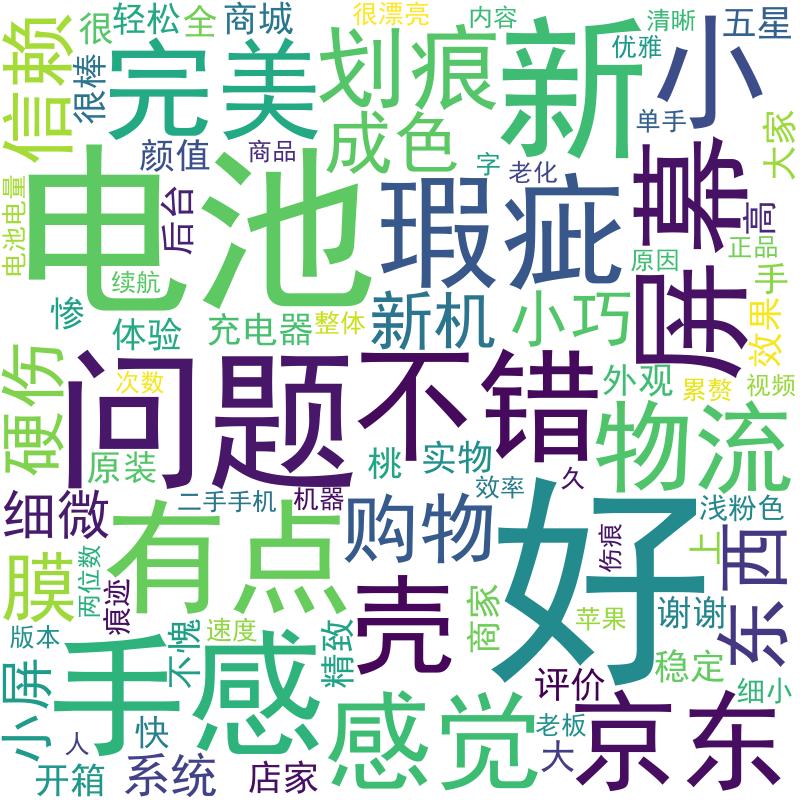 很
轻松
全
商城
很漂亮
内容
清晰
五星
信赖
很棒
完美
划痕
新
优雅
小
单手
大家
颜值
商品
成色
字
老化
屏幕
高
电池电量
后台
电池
瑕疵
正品
原因
续航
惨
体验
充电器
整体
新机
小巧
手
效果
硬伤
次数
问题
不错
外观
累赘
视频
原装
桃
实物
物流
细微
二手手机
机器
效率
久
浅粉色
购物
好
伤痕
上
东西
膜
两位数
痕迹
有点
壳
商家
苹果
谢谢
版本
不愧
速度
精致
手感
感觉
评价
稳定
细小
小屏
人
快
老板
大
京东
开箱
系统
店家